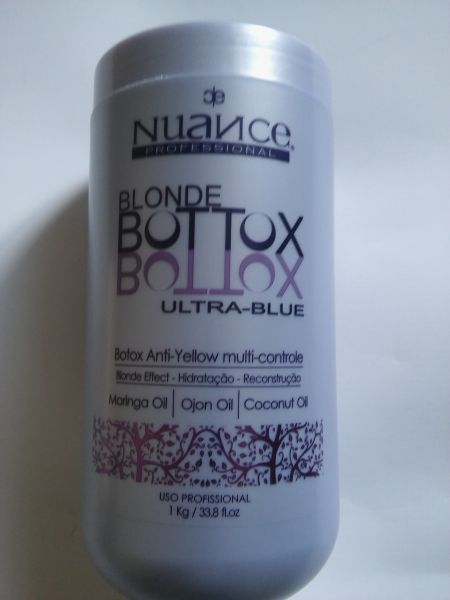 NUANCE®
PROFESSIONAL
BLONDE
BOTTOX
BOTTOX
ULTRA-BLUE
Botox Anti-Yellow multi-controle
Blonde Effect - Hidratação - Reconstrução
Moringa Oil | Ojon Oil | Coconut Oil
USO PROFISSIONAL
1 Kg / 33,8 fl.oz